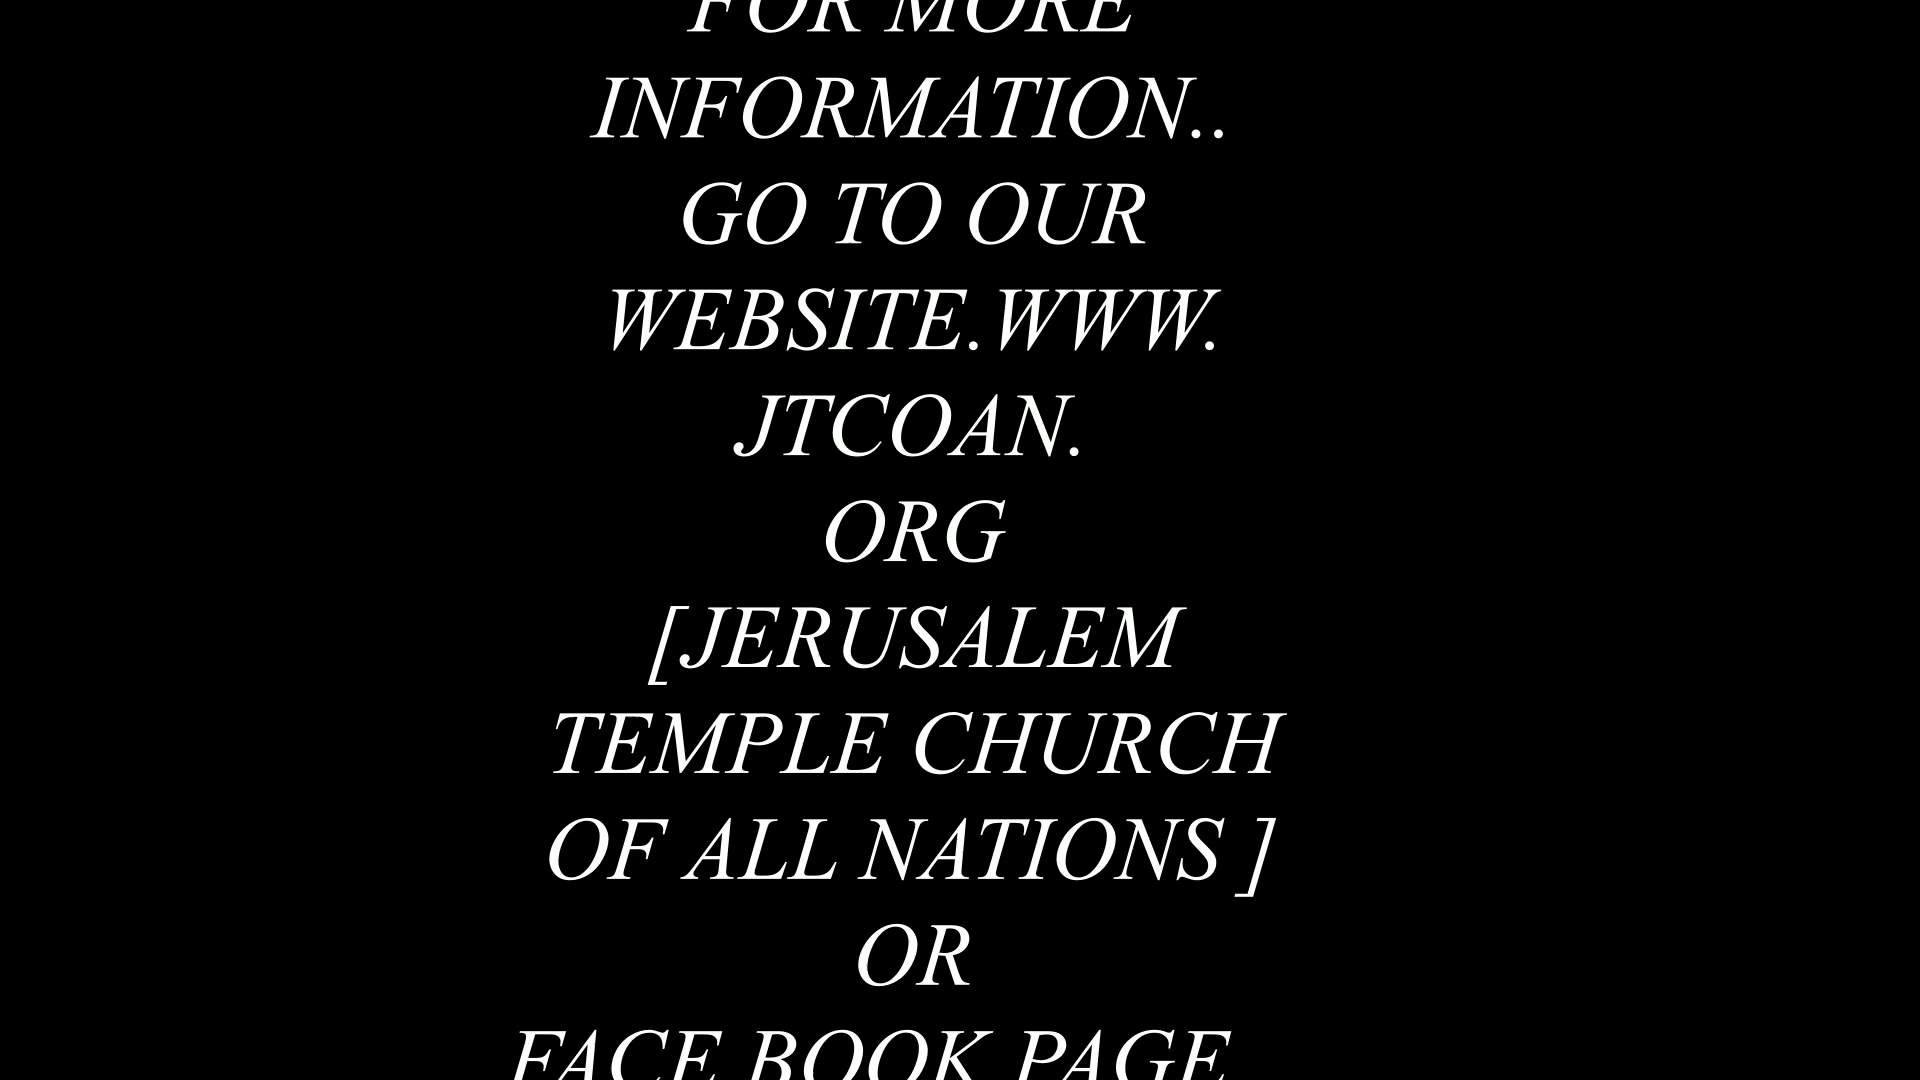 FOR MORE
INFORMATION..
GO TO OUR
WEBSITE.WWW.
JTCOAN.
ORG
[JERUSALEM
TEMPLE CHURCH
OF ALL NATIONS ]
OR
FACE BOOK PAGE